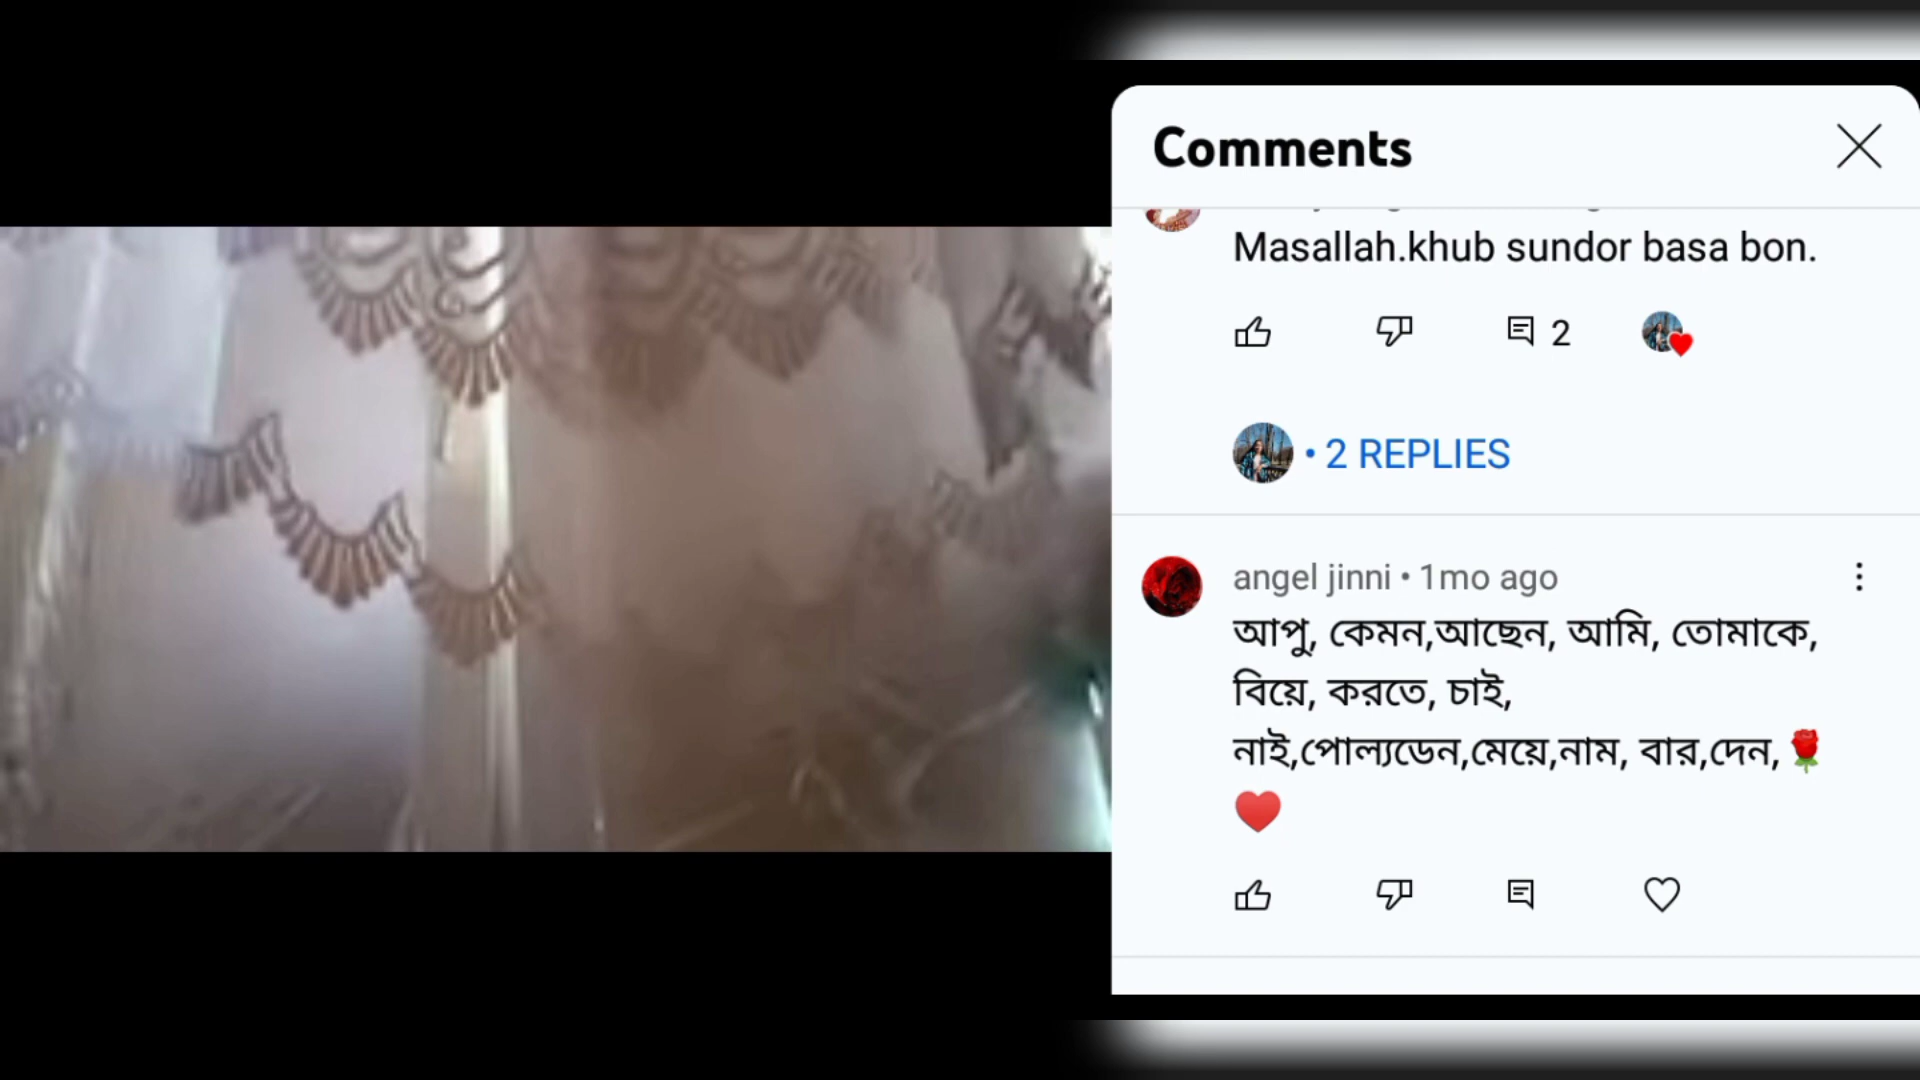 Comments
Masallah.khub sundor basa bon.
2
• 2 REPLIES
angel jinni • 1mo ago
আপু, কেমন,আছেন, আমি, তোমাকে,
বিয়ে, করতে, চাই,
নাই,পোল্যডেন,মেয়ে,নাম, বার,দেন,🌹
♥️